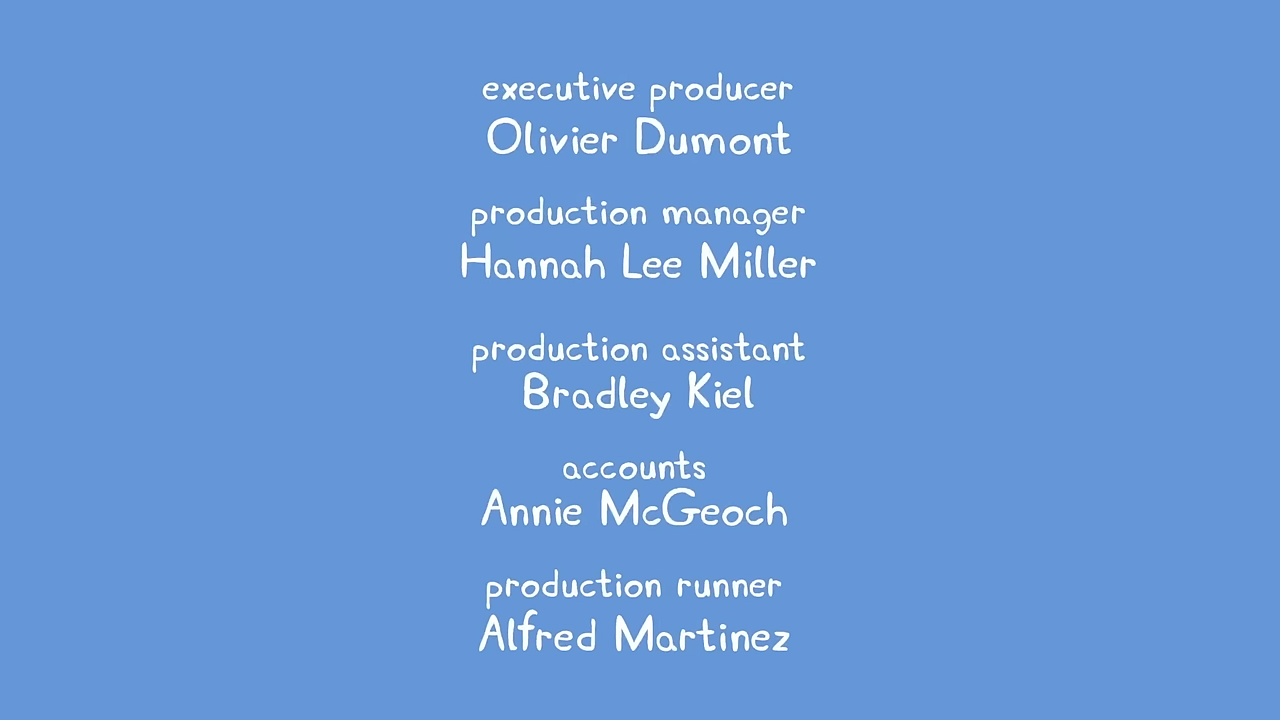 executive producer
Olivier Dumont
production manager
Hannah Lee Miller
production assistant
Bradley Kiel
accounts
Annie McGeoch
production runner
Alfred Martinez